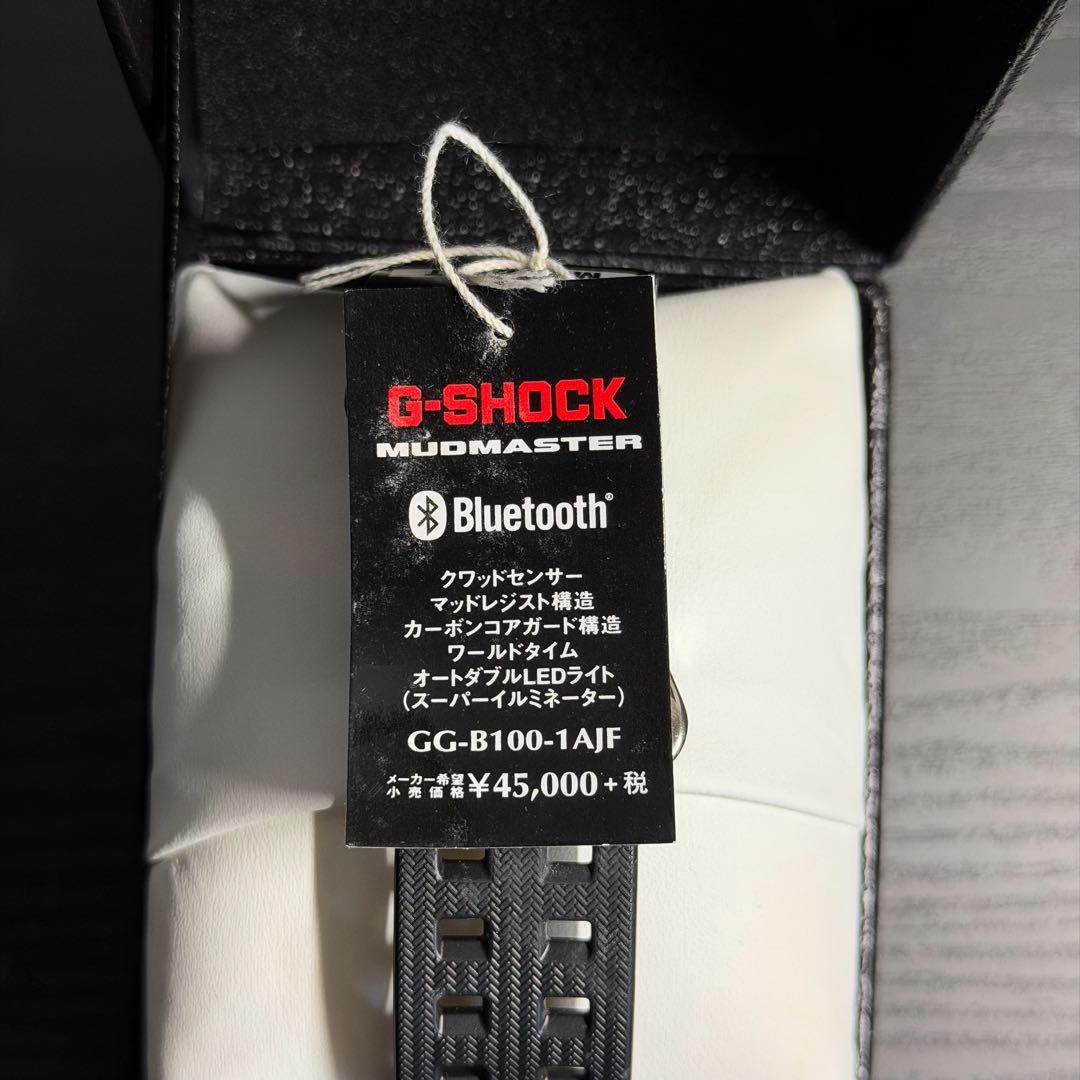 G-SHOCK
MUDMASTER
Bluetooth®
クワッドセンサー
マッドレジスト構造
カーボンコアガード構造
ワールドタイム
オートダブルLEDライト
(スーパーイルミネーター)
GG-B100-1AJF
メーカー希望小売価格 ¥45,000+税